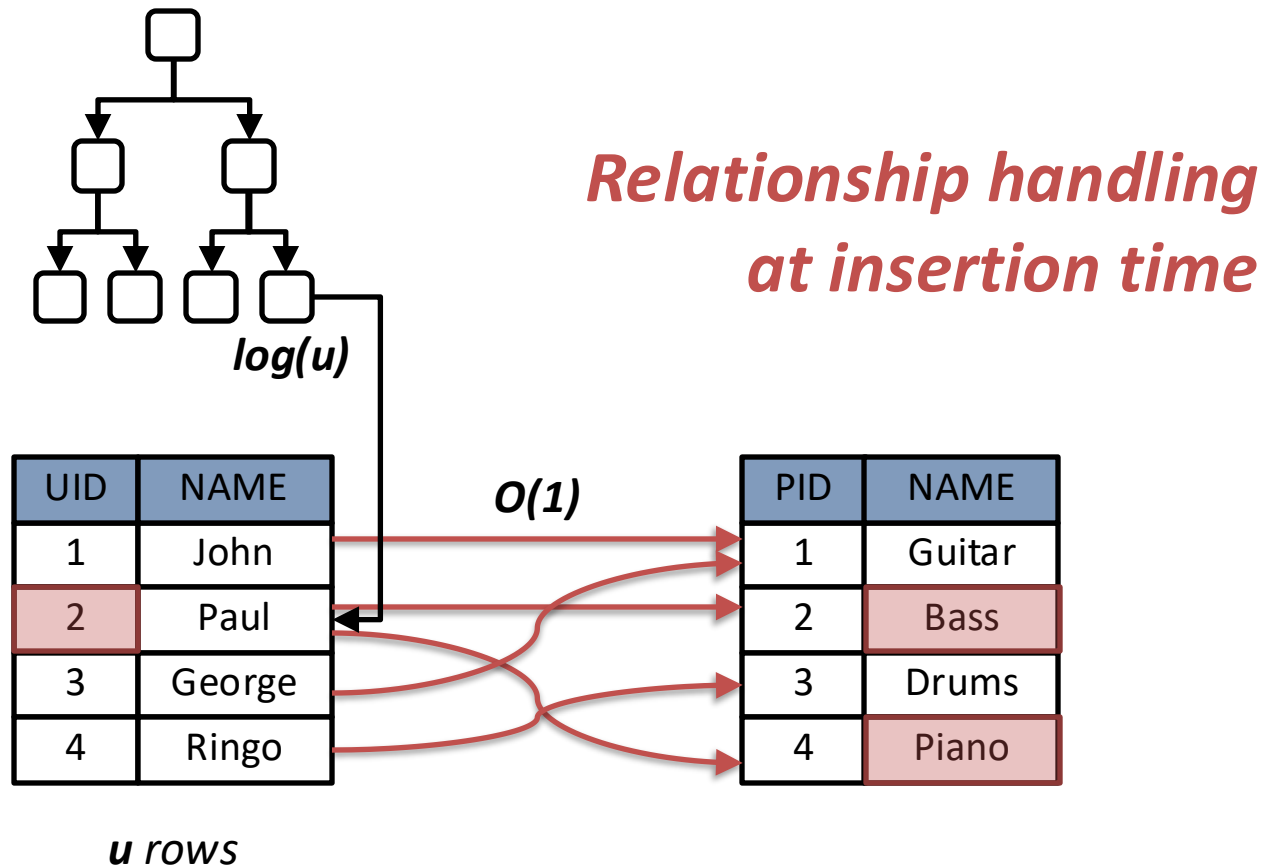 Relationship handling
at insertion time
log(u)
O(1)
UID NAME
1 John
2 Paul
3 George
4 Ringo
PID NAME
1 Guitar
2 Bass
3 Drums
4 Piano
u rows